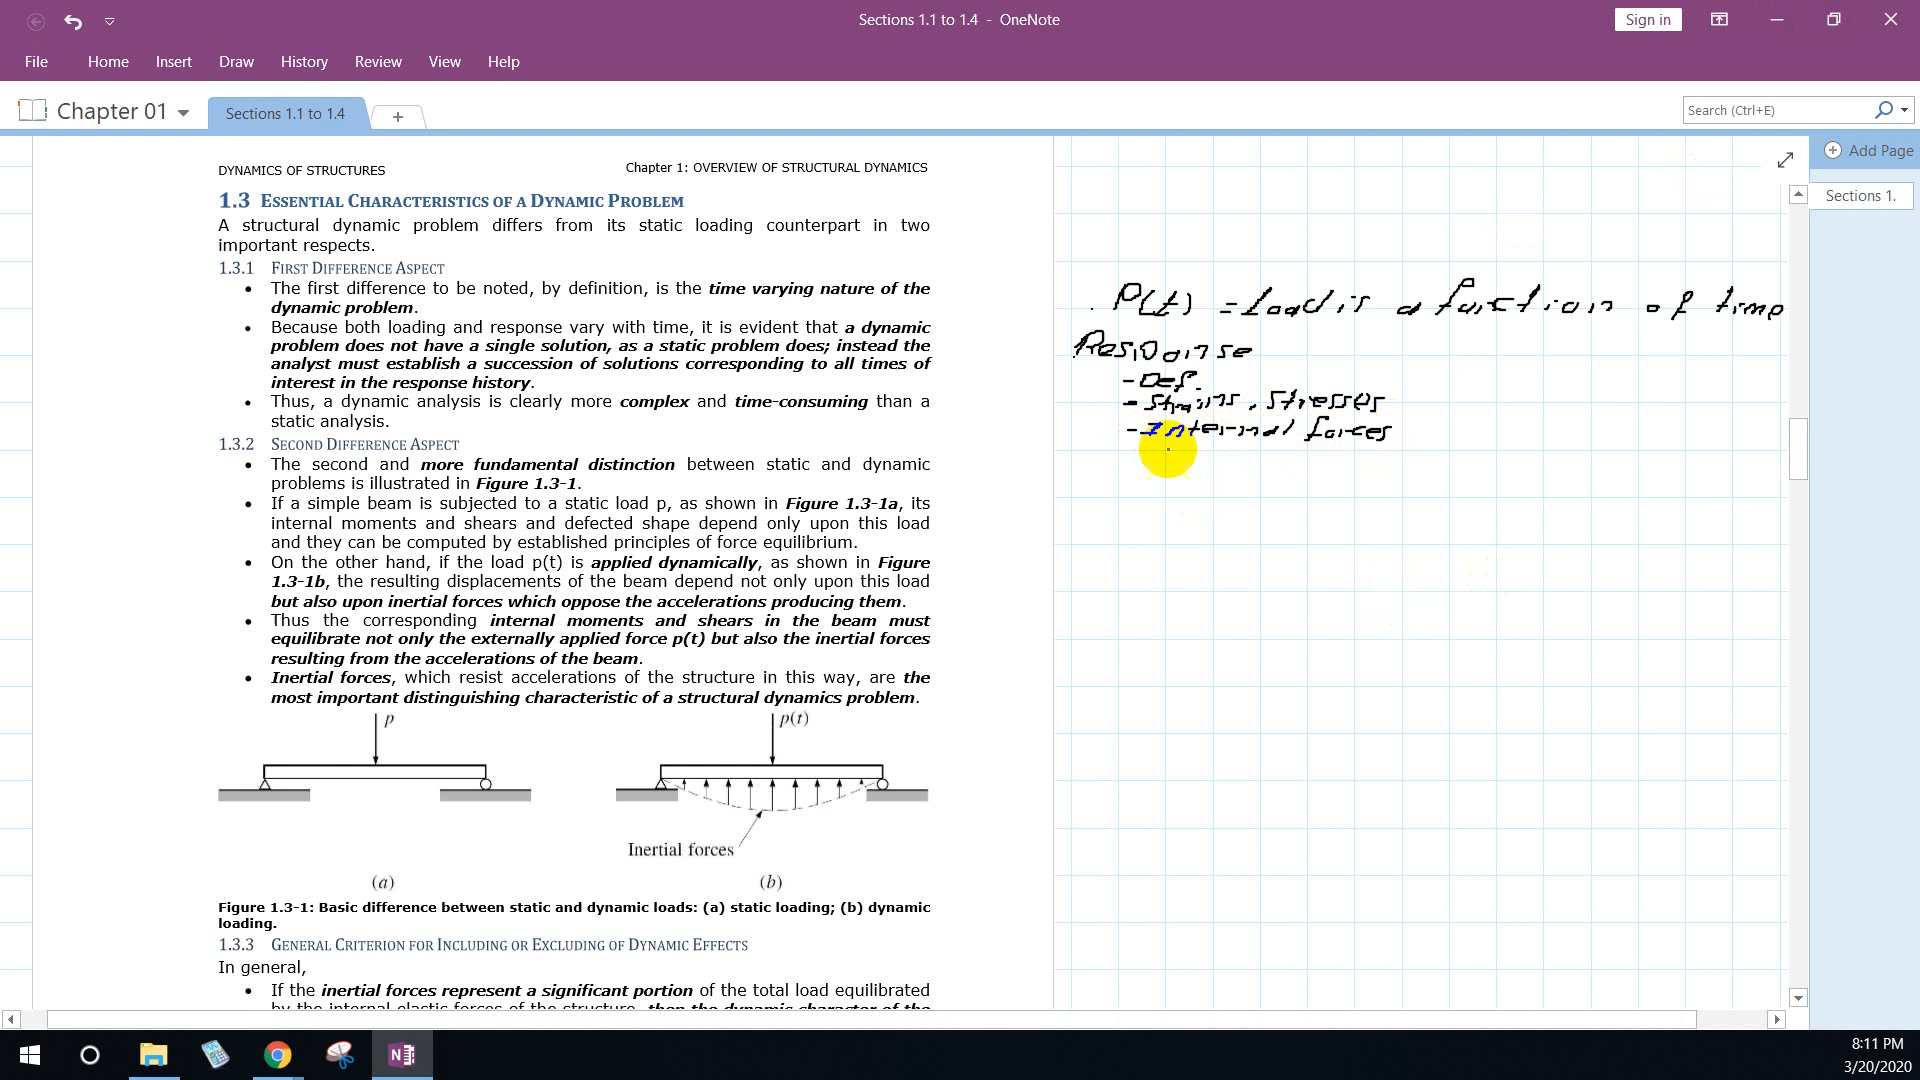 Sections 1.1 to 1.4 - OneNote
Sign in
File Home Insert Draw History Review View Help
Chapter 01
Sections 1.1 to 1.4
+
Search (Ctrl+E)
Add Page
Sections 1.
DYNAMICS OF STRUCTURES
Chapter 1: OVERVIEW OF STRUCTURAL DYNAMICS
1.3 ESSENTIAL CHARACTERISTICS OF A DYNAMIC PROBLEM
A structural dynamic problem differs from its static loading counterpart in two
important respects.
1.3.1 FIRST DIFFERENCE ASPECT
• The first difference to be noted, by definition, is the time varying nature of the
dynamic problem.
• Because both loading and response vary with time, it is evident that a dynamic
problem does not have a single solution, as a static problem does; instead the
analyst must establish a succession of solutions corresponding to all times of
interest in the response history.
• Thus, a dynamic analysis is clearly more complex and time-consuming than a
static analysis.
1.3.2 SECOND DIFFERENCE ASPECT
• The second and more fundamental distinction between static and dynamic
problems is illustrated in Figure 1.3-1.
• If a simple beam is subjected to a static load p, as shown in Figure 1.3-1a, its
internal moments and shears and defected shape depend only upon this load
and they can be computed by established principles of force equilibrium.
• On the other hand, if the load p(t) is applied dynamically, as shown in Figure
1.3-1b, the resulting displacements of the beam depend not only upon this load
but also upon inertial forces which oppose the accelerations producing them.
• Thus the corresponding internal moments and shears in the beam must
equilibrate not only the externally applied force p(t) but also the inertial forces
resulting from the accelerations of the beam.
• Inertial forces, which resist accelerations of the structure in this way, are the
most important distinguishing characteristic of a structural dynamics problem.
p
p(t)
Inertial forces
(a)
(b)
Figure 1.3-1: Basic difference between static and dynamic loads: (a) static loading; (b) dynamic
loading.
1.3.3 GENERAL CRITERION FOR INCLUDING OR EXCLUDING OF DYNAMIC EFFECTS
In general,
• If the inertial forces represent a significant portion of the total load equilibrated
by the internal elastic forces of the structure, then the dynamic character of the
. P(t) = load is a function of time
Response
- Def.
- Strains, Stresses
- Internal forces
8:11 PM
3/20/2020